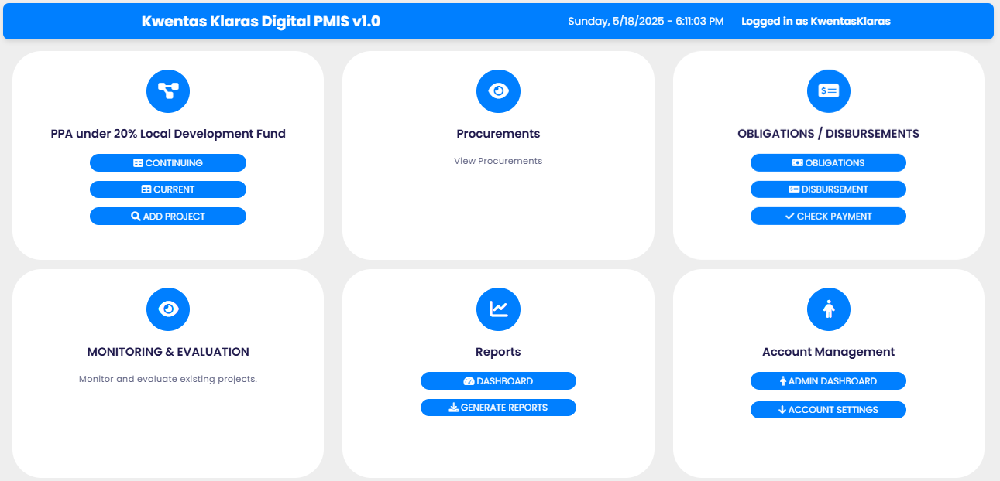 Kwentas Klaras Digital PMIS v1.0
Sunday, 5/18/2025 - 6:11:03 PM
Logged in as KwentasKlaras
PPA under 20% Local Development Fund
CONTINUING
CURRENT
ADD PROJECT
Procurements
View Procurements
OBLIGATIONS / DISBURSEMENTS
OBLIGATIONS
DISBURSEMENT
CHECK PAYMENT
MONITORING & EVALUATION
Monitor and evaluate existing projects.
Reports
DASHBOARD
GENERATE REPORTS
Account Management
ADMIN DASHBOARD
ACCOUNT SETTINGS